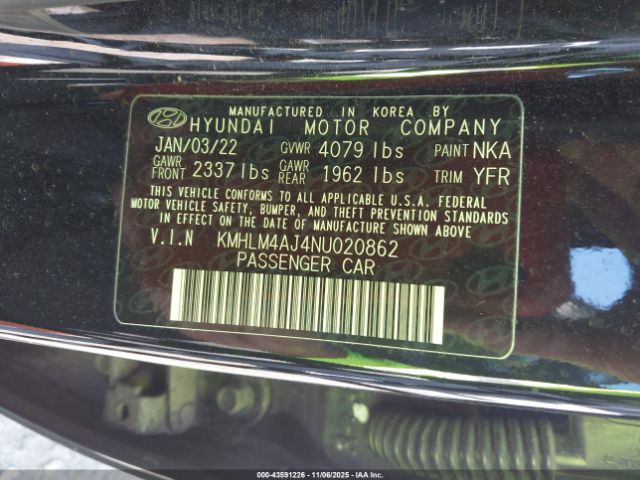 MANUFACTURED IN KOREA BY
HYUNDAI MOTOR COMPANY
JAN/03/22 GVWR 4079 lbs PAINT NKA
GAWR FRONT 2337 lbs GAWR REAR 1962 lbs TRIM YFR
THIS VEHICLE CONFORMS TO ALL APPLICABLE U.S.A. FEDERAL
MOTOR VEHICLE SAFETY, BUMPER, AND THEFT PREVENTION STANDARDS
IN EFFECT ON THE DATE OF MANUFACTURE SHOWN ABOVE.
V.I.N KMHLM4AJ4NU020862
PASSENGER CAR
00-43591226 | 11/06/2025 | Copyright © IAA, LLC